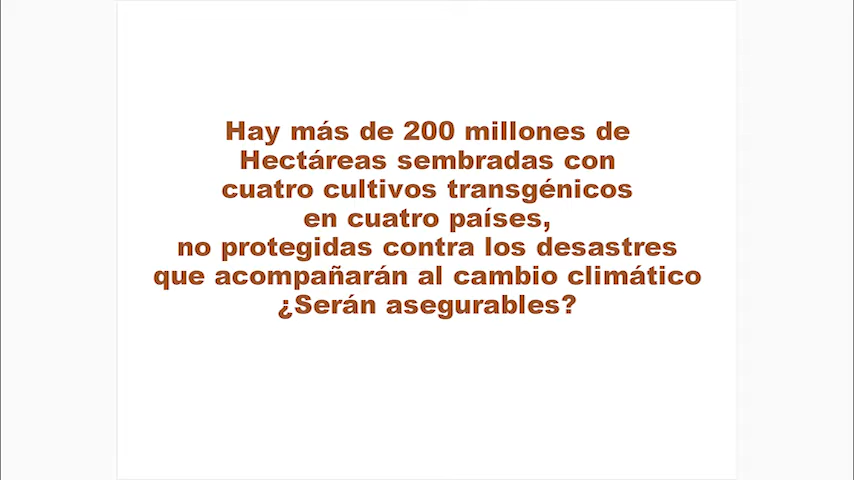 Hay más de 200 millones de
Hectáreas sembradas con
cuatro cultivos transgénicos
en cuatro países,
no protegidas contra los desastres
que acompañarán al cambio climático
¿Serán asegurables?